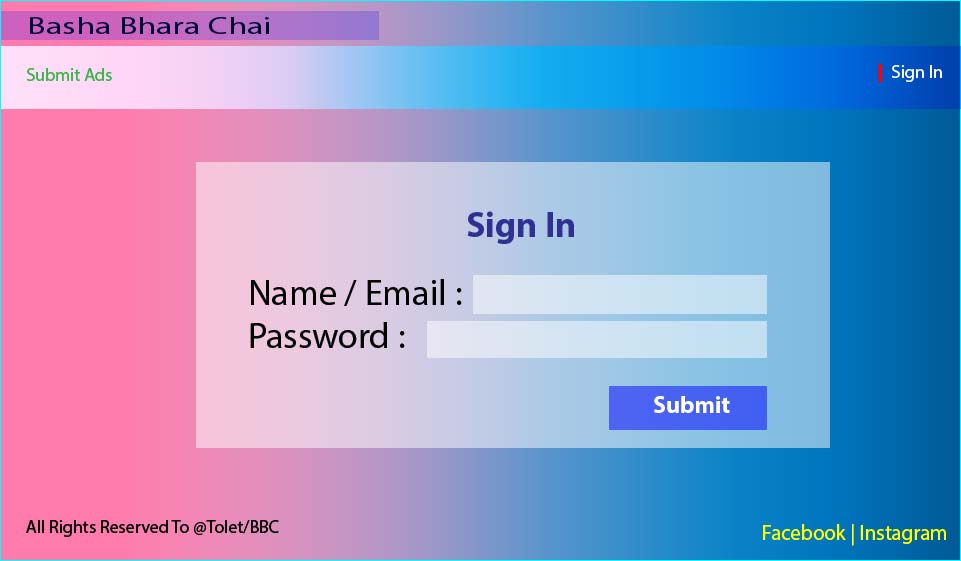 Basha Bhara Chai
Submit Ads
| Sign In
Sign In
Name / Email :
Password :
Submit
All Rights Reserved To @Tolet/BBC
Facebook | Instagram